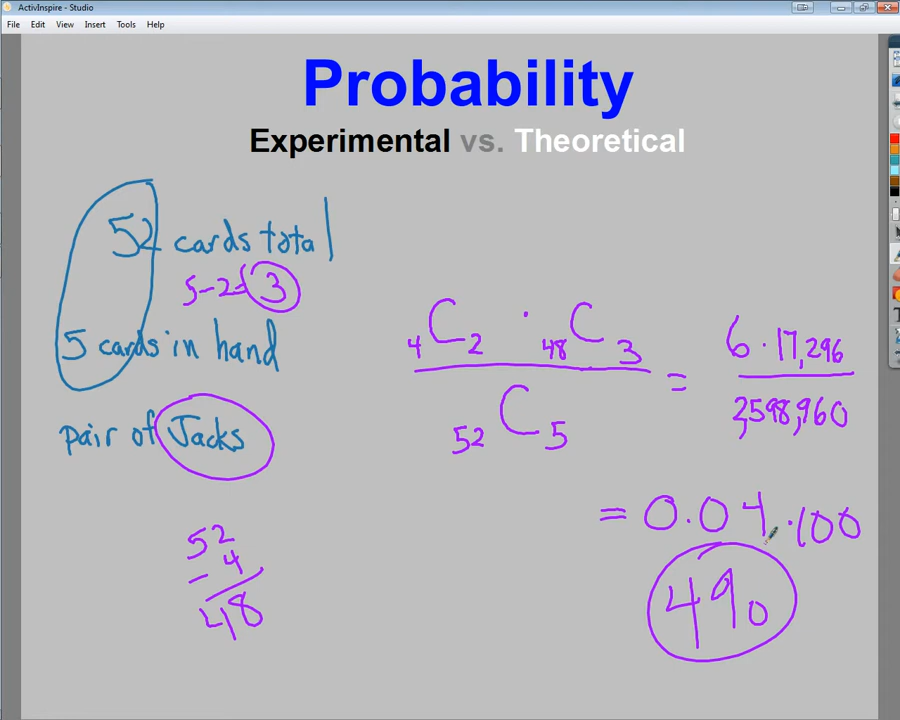 ActivInspire - Studio
File Edit View Insert Tools Help
Probability
Experimental vs. Theoretical
52 cards total
5-2=3
5 cards in hand
pair of Jacks
52
- 4
48
4C2 · 48C3
52C5
=
6·17,296
2,598,960
= 0.04·100
4%